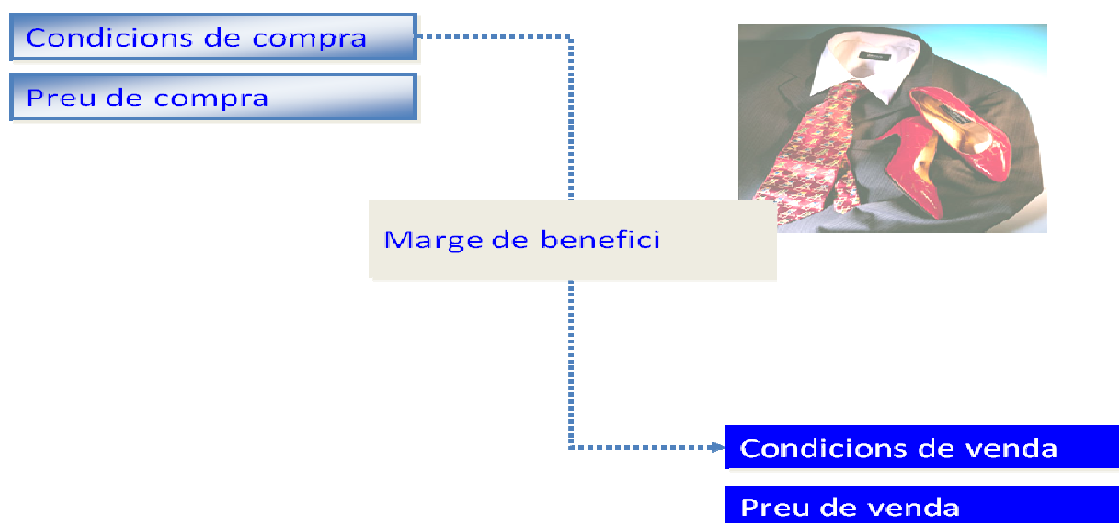 Condicions de compra
Preu de compra
Marge de benefici
Condicions de venda
Preu de venda